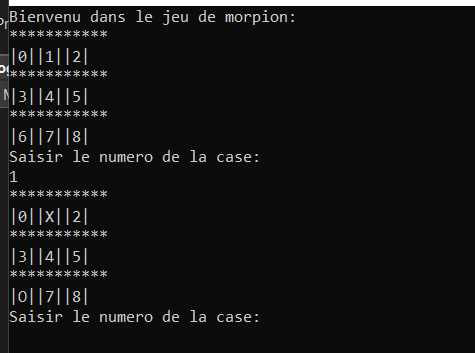 Bienvenu dans le jeu de morpion:
***********
|0||1||2|
***********
|3||4||5|
***********
|6||7||8|
Saisir le numero de la case:
1
***********
|0||X||2|
***********
|3||4||5|
***********
|O||7||8|
Saisir le numero de la case: